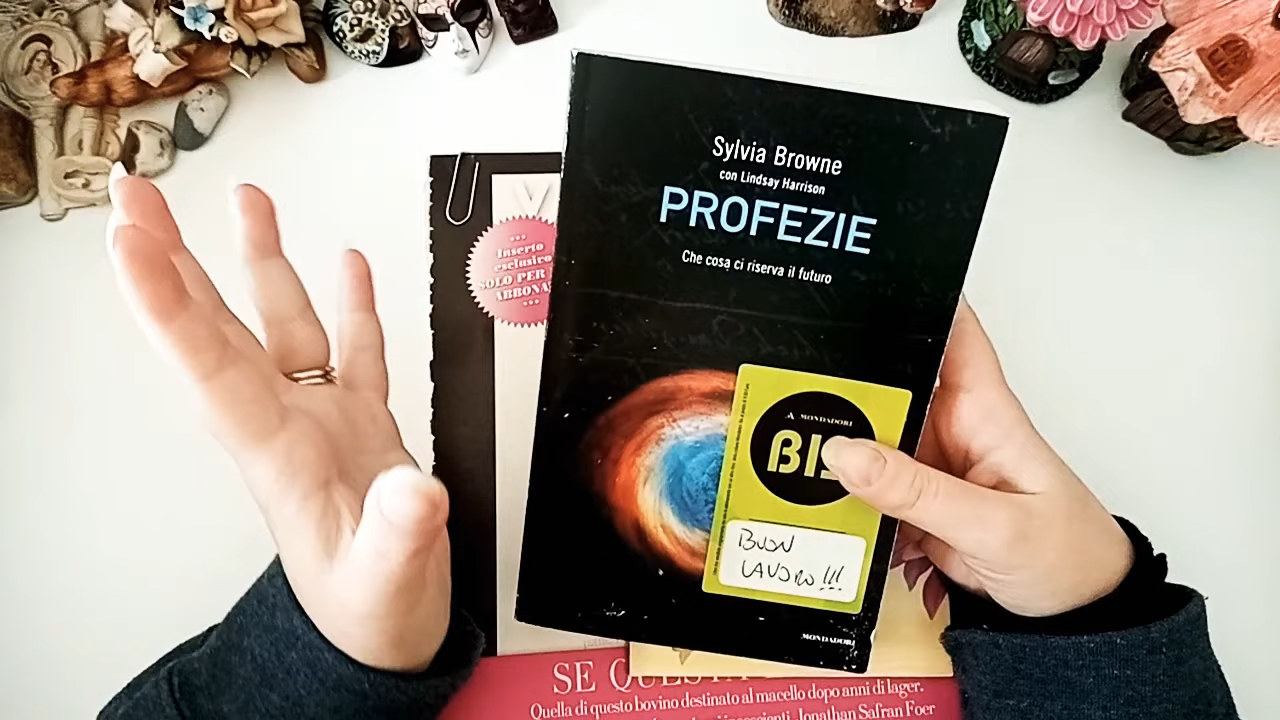 Sylvia Browne
con Lindsay Harrison
PROFEZIE
Che cosa ci riserva il futuro
A MONDADORI
BIS
BUON
LAVORO !!!
MONDADORI
Inserto
esclusivo
SOLO PER
ABBONA
SE QUESTA
Quella di questo bovino destinato al macello dopo anni di lager.
Jonathan Safran Foer